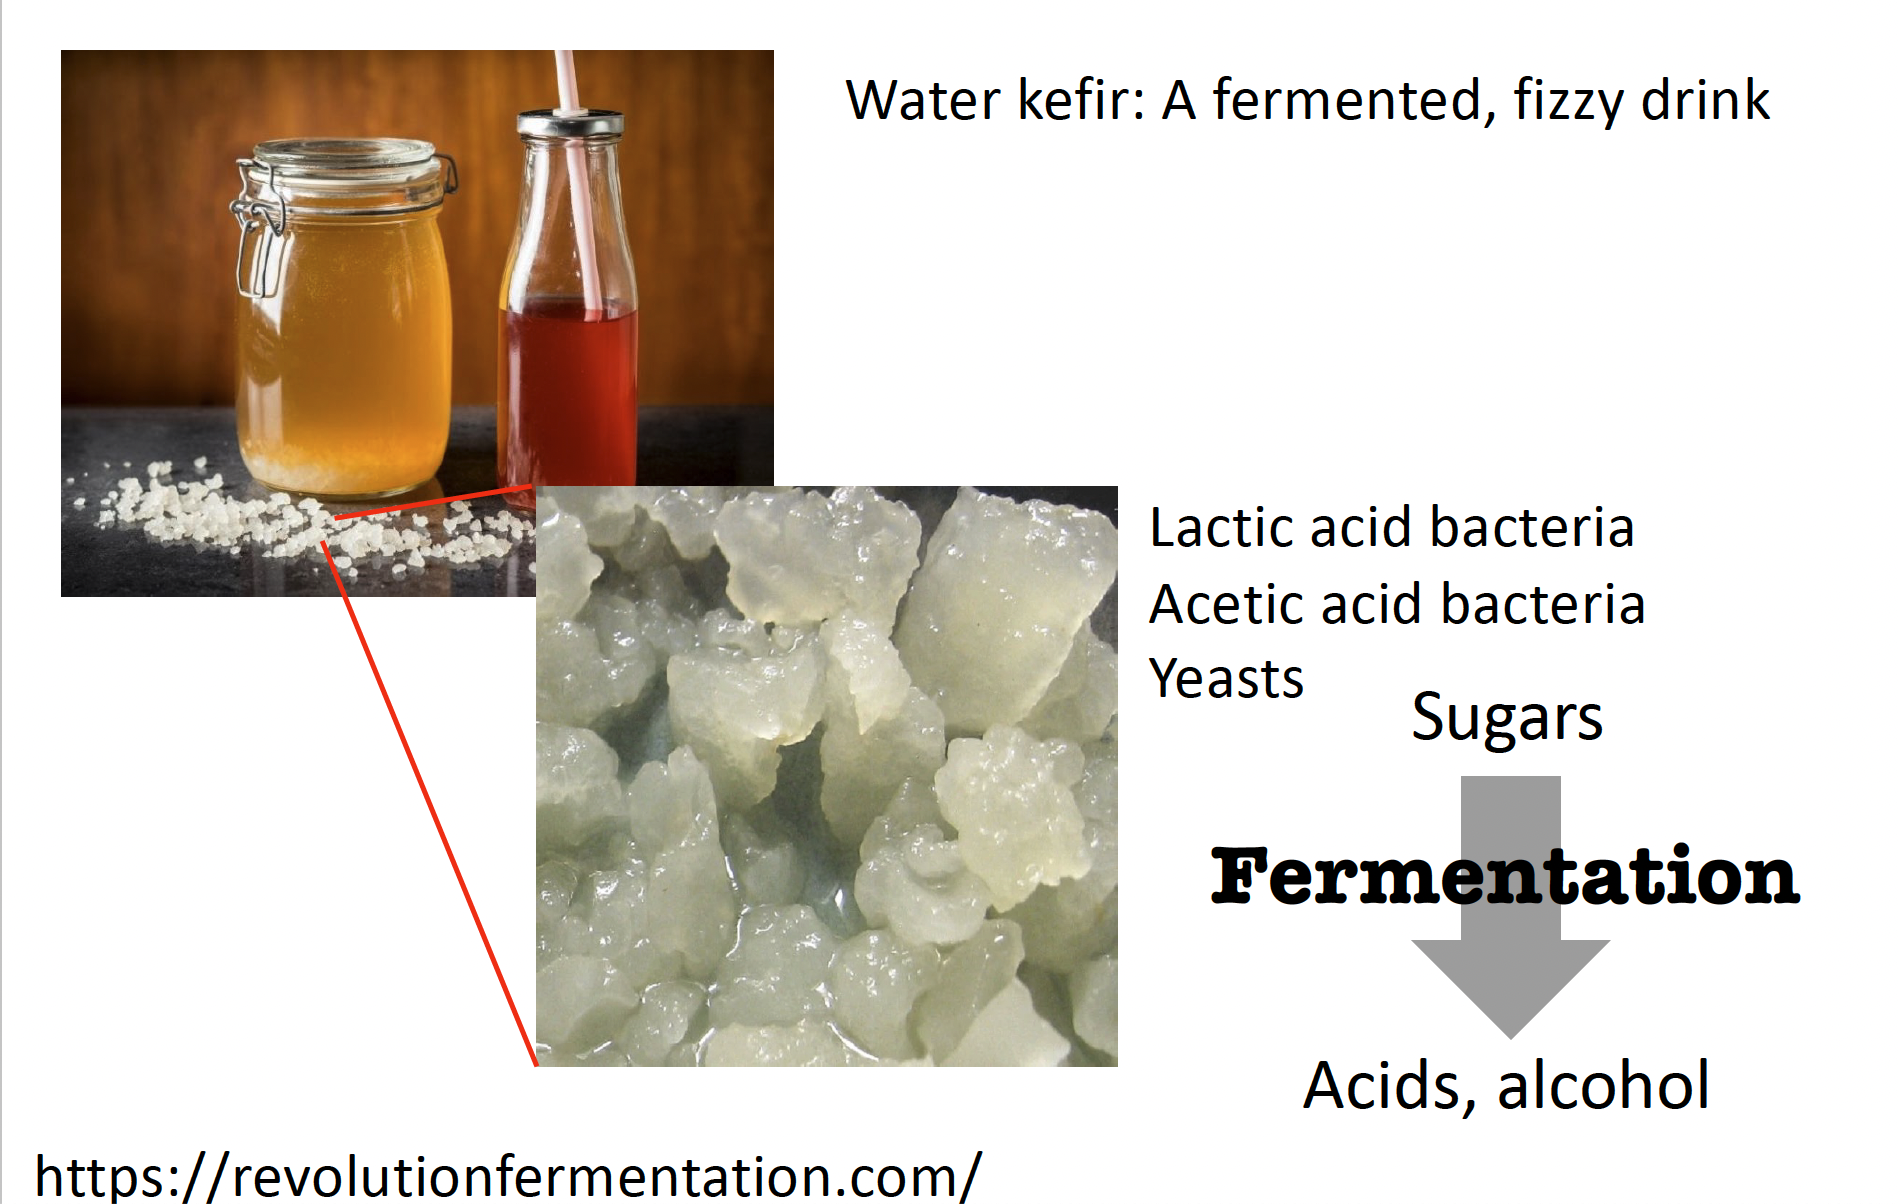 Water kefir: A fermented, fizzy drink
Lactic acid bacteria
Acetic acid bacteria
Yeasts
Sugars
Fermentation
Acids, alcohol
https://revolutionfermentation.com/